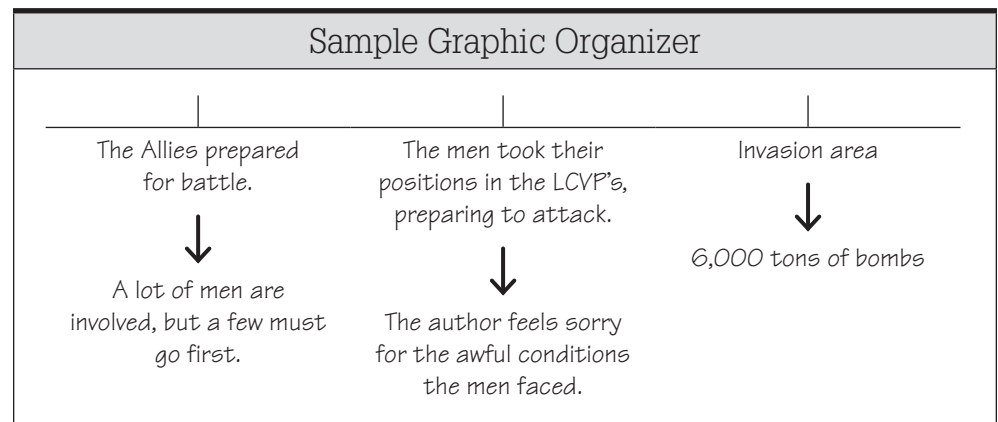 Sample Graphic Organizer
The Allies prepared
for battle.
A lot of men are
involved, but a few must
go first.
The men took their
positions in the LCVP's,
preparing to attack.
The author feels sorry
for the awful conditions
the men faced.
Invasion area
6,000 tons of bombs